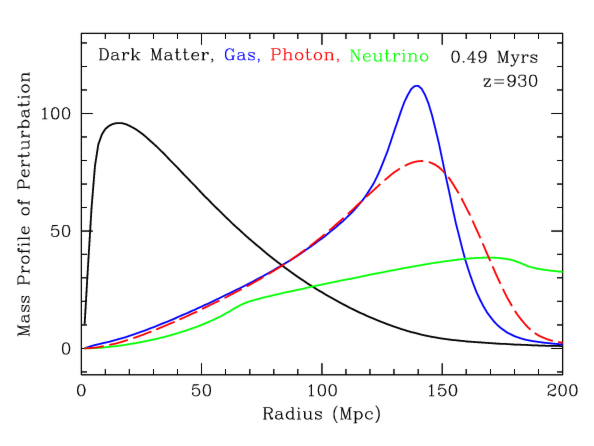 Dark Matter, Gas, Photon, Neutrino 0.49 Myrs
z=930
Mass Profile of Perturbation
100
50
0
0 50 100 150 200
Radius (Mpc)